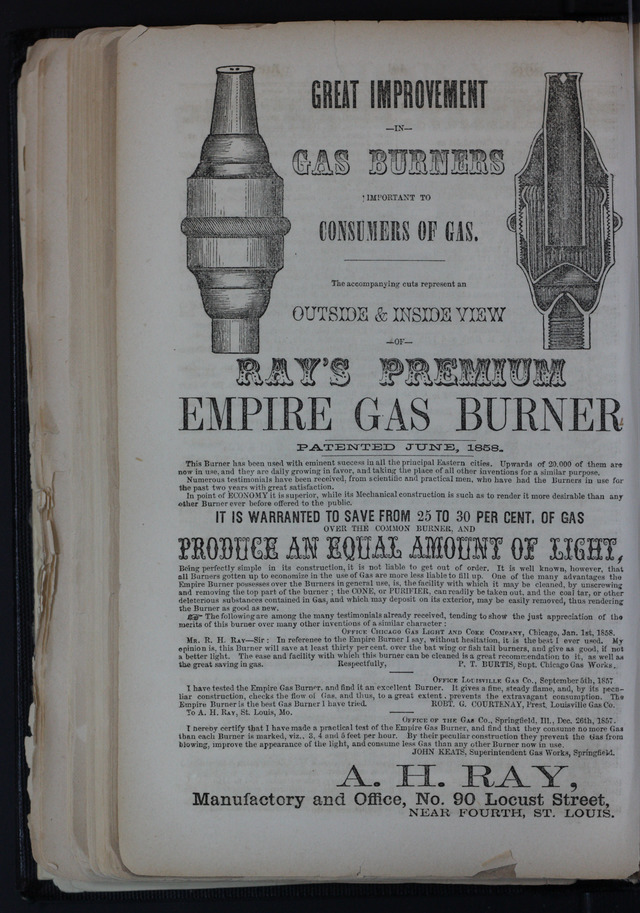 GREAT IMPROVEMENT
—IN—
GAS BURNERS
IMPORTANT TO
CONSUMERS OF GAS.
The accompanying cuts represent an
OUTSIDE & INSIDE VIEW
—OF—
RAY'S PREMIUM
EMPIRE GAS BURNER
PATENTED JUNE, 1858.
This Burner has been used with eminent success in all the principal Eastern cities. Upwards of 20.000 of them are
now in use, and they are daily growing in favor, and taking the place of all other inventions for a similar purpose.
Numerous testimonials have been received, from scientific and practical men, who have had the Burners in use for
the past two years with great satisfaction.
In point of ECONOMY it is superior, while its Mechanical construction is such as to render it more desirable than any
other Burner ever before offered to the public.
IT IS WARRANTED TO SAVE FROM 25 TO 30 PER CENT. OF GAS
OVER THE COMMON BURNER, AND
PRODUCE AN EQUAL AMOUNT OF LIGHT,
Being perfectly simple in its construction, it is not liable to get out of order. It is well known, however, that
all Burners gotten up to economize in the use of Gas are more less liable to fill up. One of the many advantages the
Empire Burner possesses over the Burners in general use, is, the facility with which it may be cleaned, by unscrewing
and removing the top part of the burner; the CONE, or PURIFIER, can readily be taken out, and the coal tar, or other
deleterious substances contained in Gas, and which may deposit on its exterior, may be easily removed, thus rendering
the Burner as good as new.
☞ The following are among the many testimonials already received, tending to show the just appreciation of the
merits of this burner over many other inventions of a similar character:
OFFICE CHICAGO GAS LIGHT AND COKE COMPANY, Chicago, Jan. 1st, 1858.
MR. R. H. RAY—Sir: In reference to the Empire Burner I say, without hesitation, it is the best I ever used. My
opinion is, this Burner will save at least thirty per cent. over the bat wing or fish tail burners, and give as good, if not
a better light. The ease and facility with which this burner can be cleaned is a great recommendation to it, as well as
the great saving in gas. Respectfully, P. T. BURTIS, Supt. Chicago Gas Works.
OFFICE LOUISVILLE GAS CO., September 5th, 1857
I have tested the Empire Gas Burner, and find it an excellent Burner. It gives a fine, steady flame, and, by its pecu-
liar construction, checks the flow of Gas, and thus, to a great extent, prevents the extravagant consumption. The
Empire Burner is the best Gas Burner I have tried. ROBT. G. COURTENAY, Prest. Louisville Gas Co.
To A. H. RAY, St. Louis, Mo.
OFFICE OF THE GAS CO., Springfield, Ill., Dec. 26th, 1857.
I hereby certify that I have made a practical test of the Empire Gas Burner, and find that they consume no more Gas
than each Burner is marked, viz., 3, 4 and 5 feet per hour. By their peculiar construction they prevent the Gas from
blowing, improve the appearance of the light, and consume less Gas than any other Burner now in use.
JOHN KEATS, Superintendent Gas Works, Springfield.
A. H. RAY,
Manufactory and Office, No. 90 Locust Street,
NEAR FOURTH, ST. LOUIS.